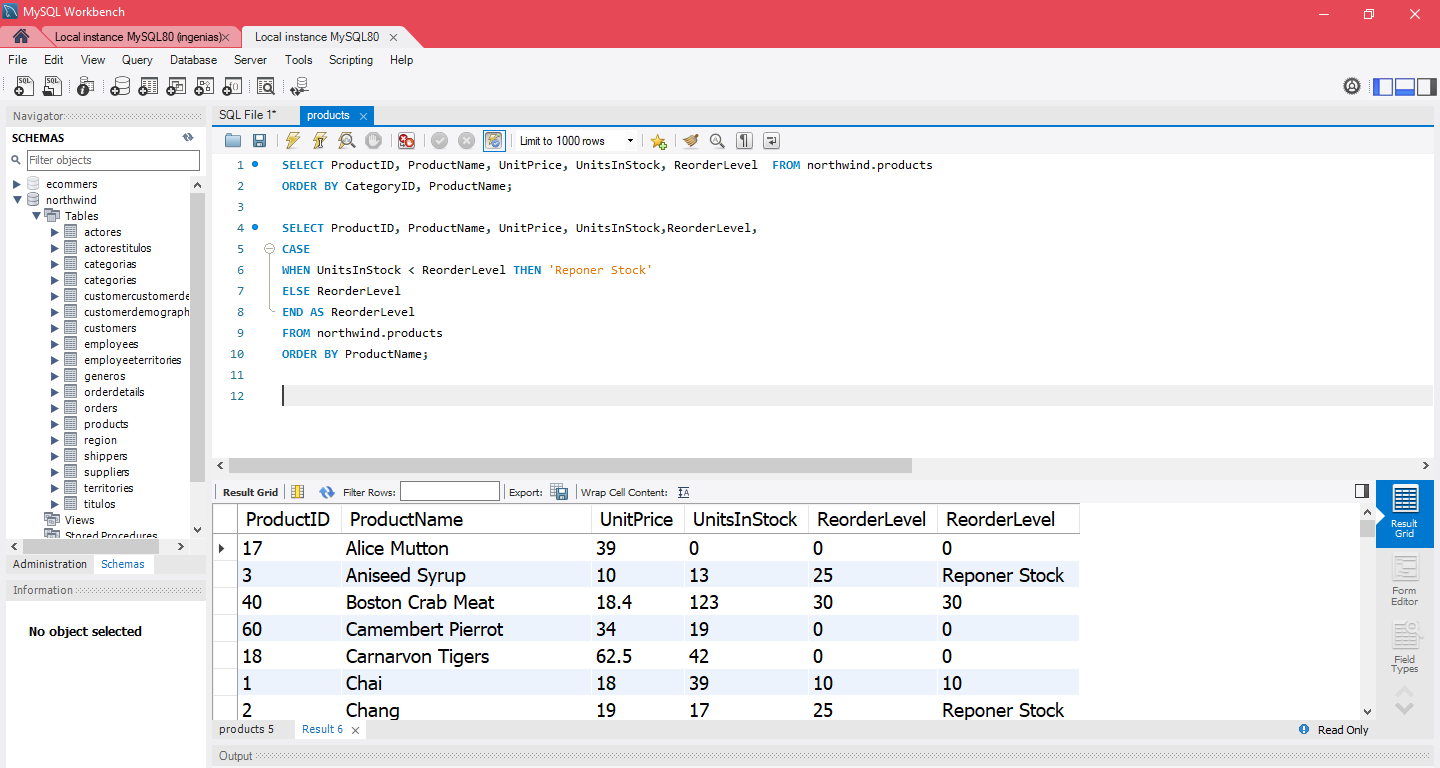 MySQL Workbench
Local instance MySQL80 (ingenias)
Local instance MySQL80
File Edit View Query Database Server Tools Scripting Help
Navigator
SCHEMAS
Filter objects
ecommers
northwind
Tables
actores
actorestitulos
categorias
categories
customercustomerde
customerdemograph
customers
employees
employeeterritories
generos
orderdetails
orders
products
region
shippers
suppliers
territories
titulos
Views
Stored Procedures
Administration Schemas
Information
No object selected
SQL File 1* products
Limit to 1000 rows
1 SELECT ProductID, ProductName, UnitPrice, UnitsInStock, ReorderLevel  FROM northwind.products
2 ORDER BY CategoryID, ProductName;
3
4 SELECT ProductID, ProductName, UnitPrice, UnitsInStock,ReorderLevel,
5 CASE
6 WHEN UnitsInStock < ReorderLevel THEN 'Reponer Stock'
7 ELSE ReorderLevel
8 END AS ReorderLevel
9 FROM northwind.products
10 ORDER BY ProductName;
11
12
Result Grid Filter Rows: Export: Wrap Cell Content:
ProductID ProductName UnitPrice UnitsInStock ReorderLevel ReorderLevel
17 Alice Mutton 39 0 0 0
3 Aniseed Syrup 10 13 25 Reponer Stock
40 Boston Crab Meat 18.4 123 30 30
60 Camembert Pierrot 34 19 0 0
18 Carnarvon Tigers 62.5 42 0 0
1 Chai 18 39 10 10
2 Chang 19 17 25 Reponer Stock
Result
Grid
Form
Editor
Field
Types
products 5 Result 6
Read Only
Output